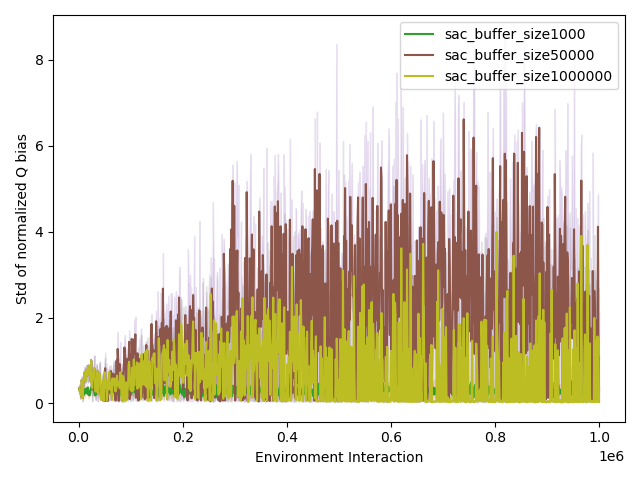 sac_buffer_size1000
sac_buffer_size50000
sac_buffer_size1000000
Std of normalized Q bias
8
6
4
2
0
0.0 0.2 0.4 0.6 0.8 1.0
1e6
Environment Interaction